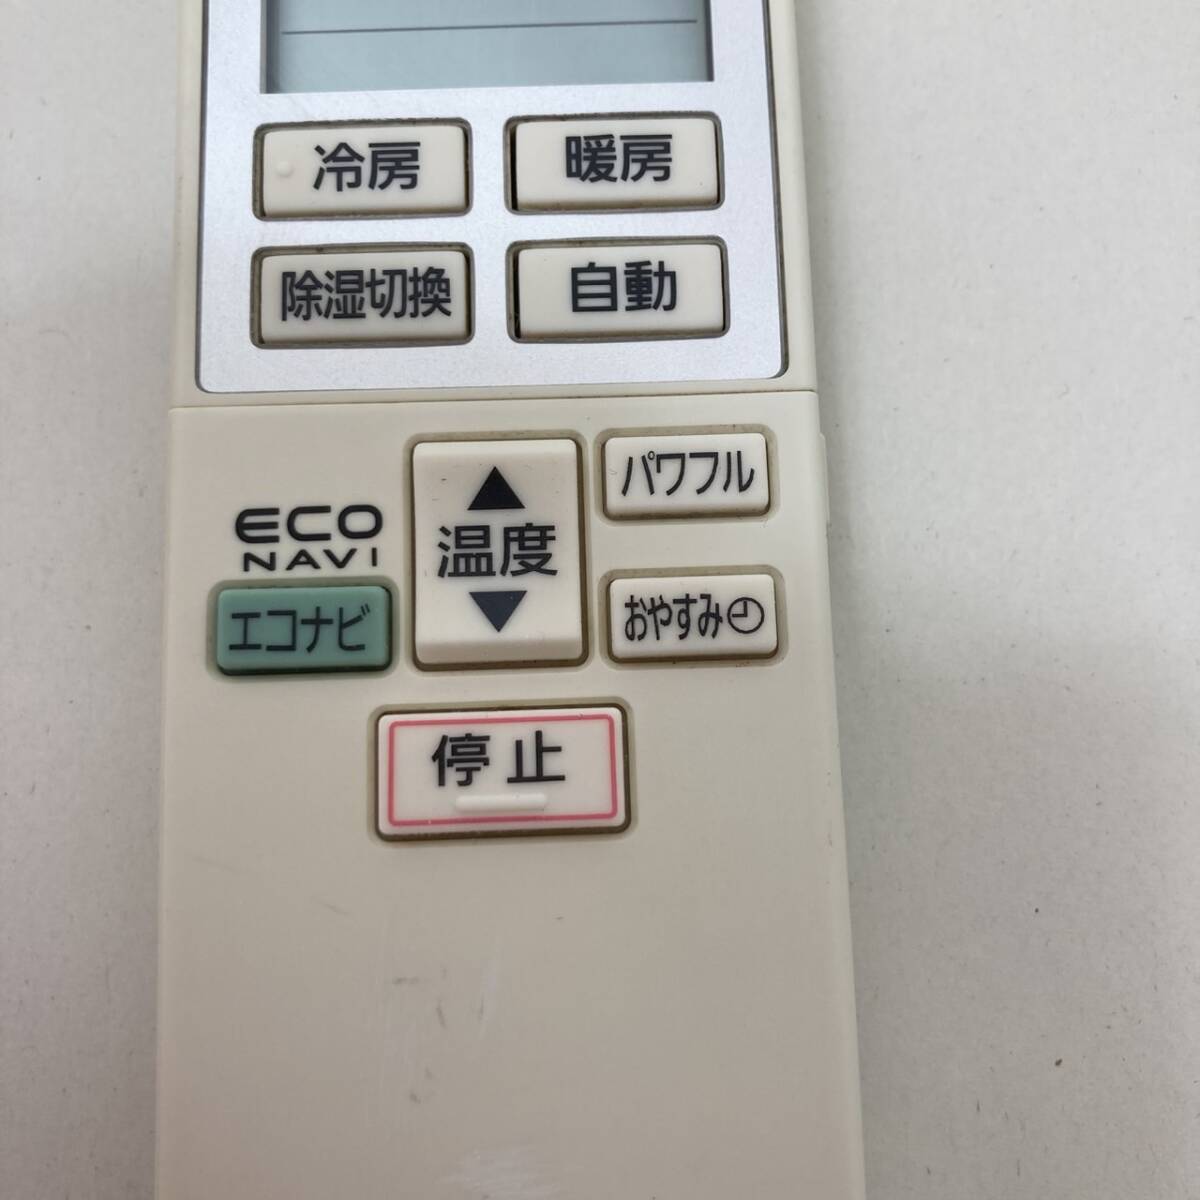 冷房
暖房
除湿切換
自動
▲
温度
▼
パワフル
ECO
NAVI
エコナビ
おやすみ
停止